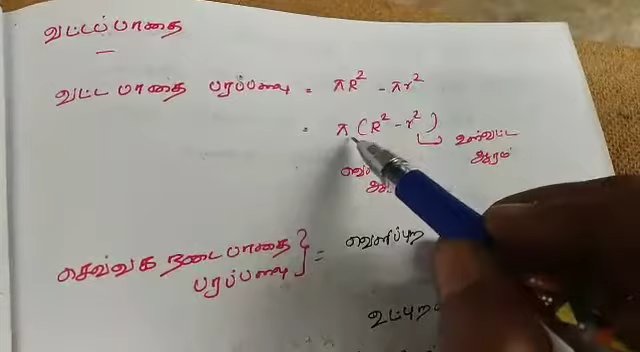 வட்டப்பாதை
வட்ட பாதை பரப்பளவு = πR² - πr²
= π(R² - r²)
உள்வட்ட
ஆரம்
செவ்வக நடைபாதை
பரப்பளவு } = வெளிப்புற